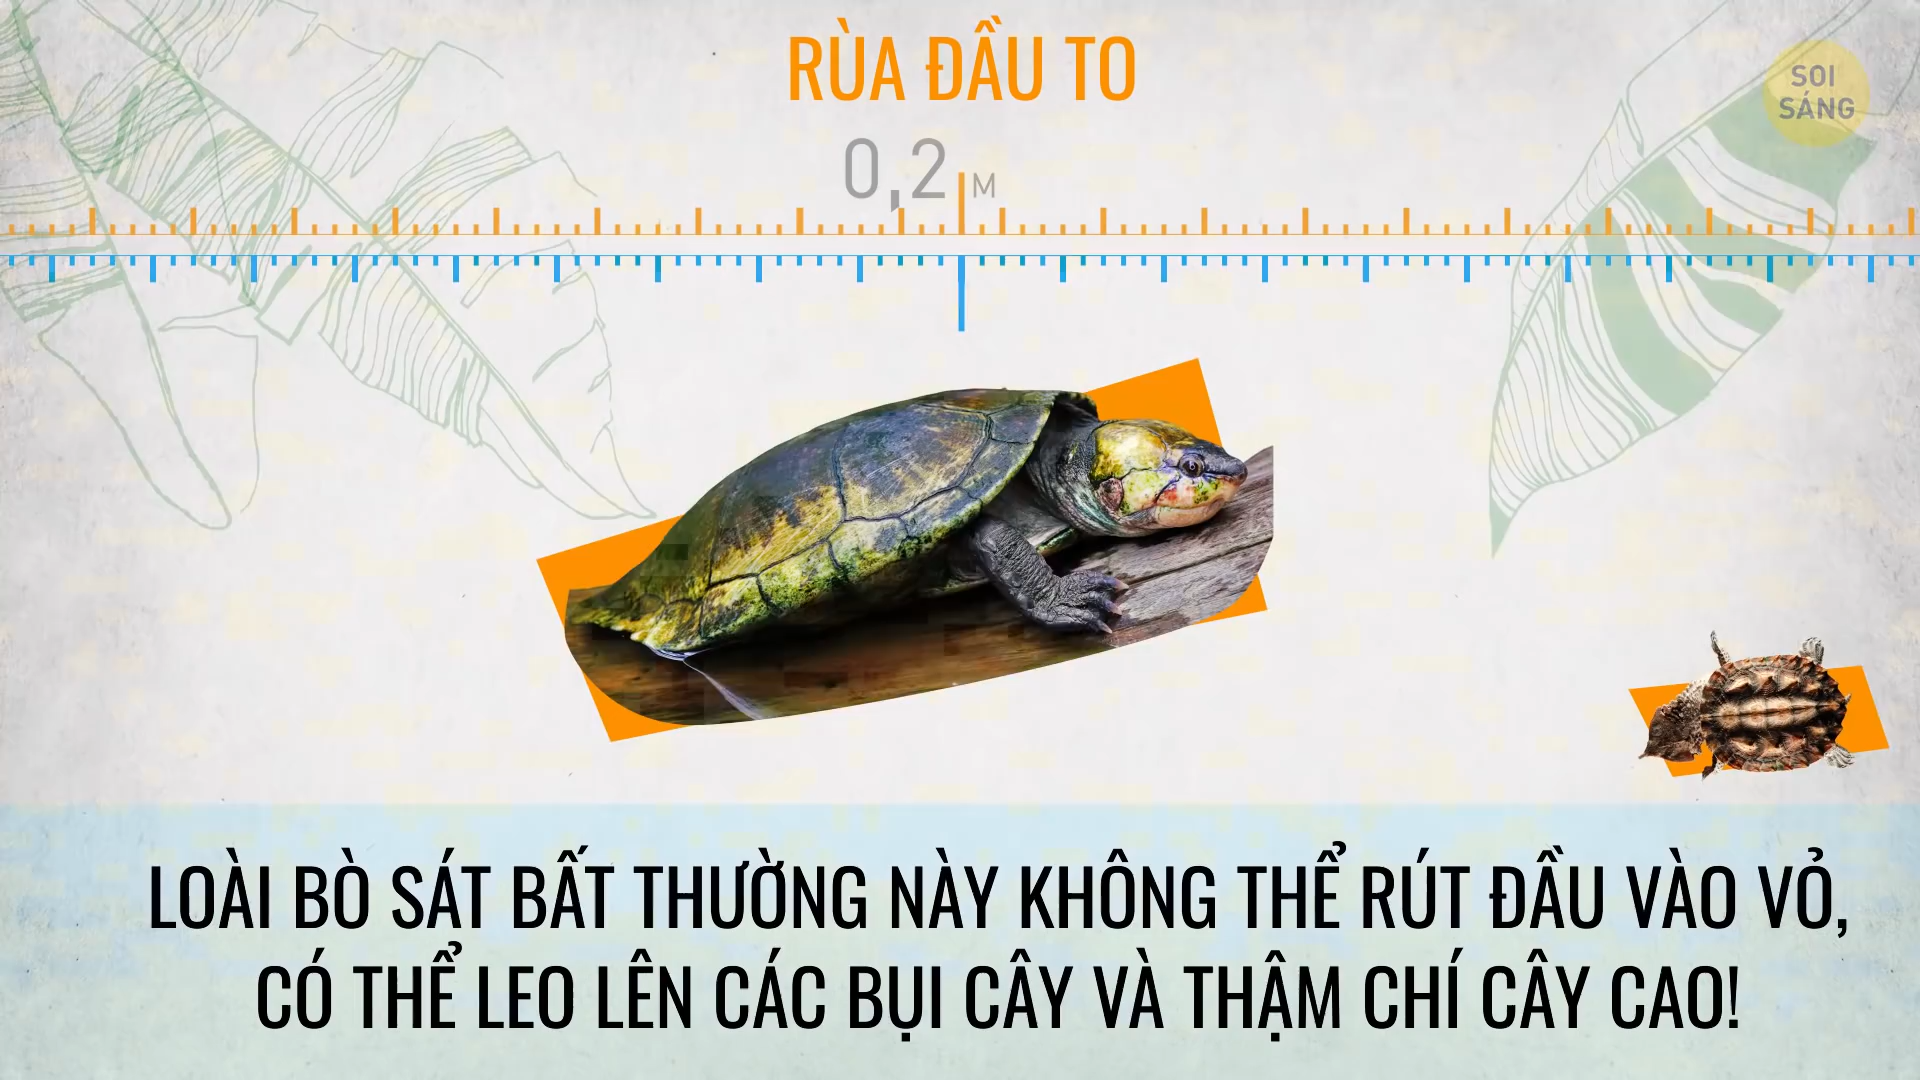 RÙA ĐẦU TO
SOI
SÁNG
0,2 M
LOÀI BÒ SÁT BẤT THƯỜNG NÀY KHÔNG THỂ RÚT ĐẦU VÀO VỎ,
CÓ THỂ LEO LÊN CÁC BỤI CÂY VÀ THẬM CHÍ CÂY CAO!